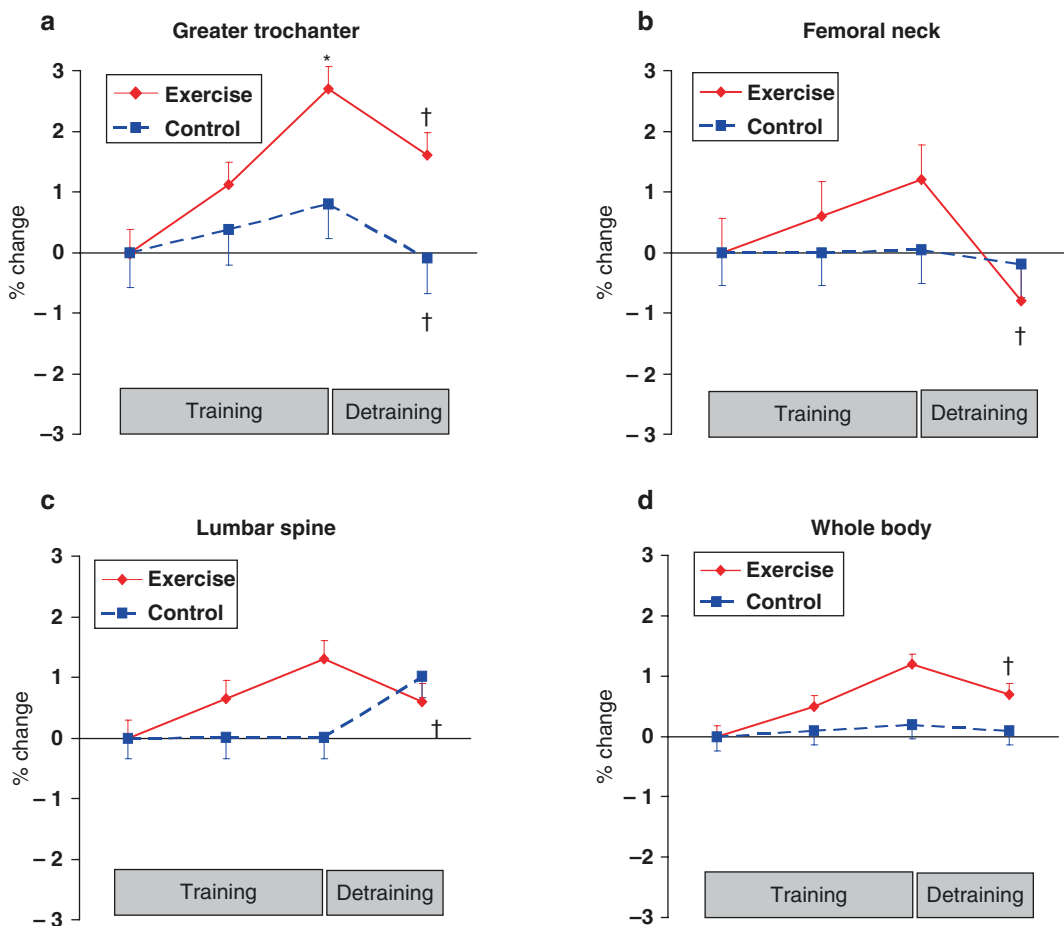 a
Greater trochanter
*
Exercise
Control
†
†
3
2
1
0
– 1
– 2
–3
% change
Training
Detraining
b
Femoral neck
Exercise
Control
†
3
2
1
0
– 1
– 2
– 3
% change
Training
Detraining
c
Lumbar spine
Exercise
Control
†
3
2
1
0
– 1
– 2
– 3
% change
Training
Detraining
d
Whole body
Exercise
Control
†
3
2
1
0
– 1
– 2
–3
% change
Training
Detraining